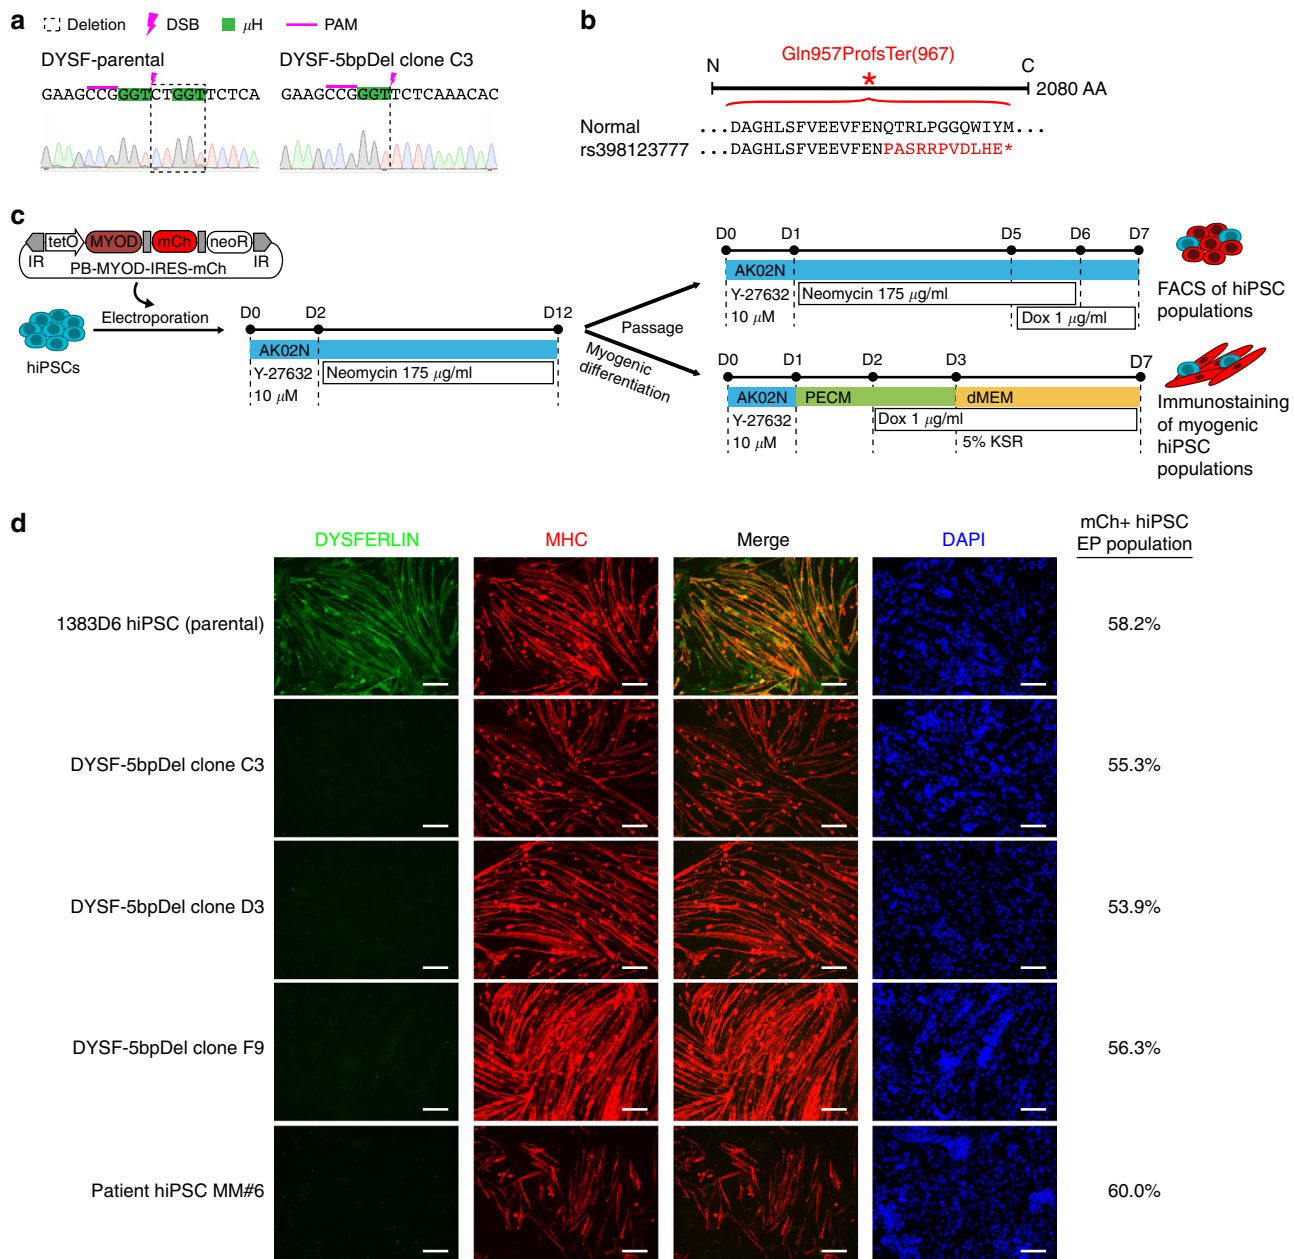 a
Deletion DSB μH PAM
DYSF-parental
GAAGCCGGGTCTGGTTCTCA
DYSF-5bpDel clone C3
GAAGCCGGGTTCTCAAACAC
b
Gln957ProfsTer(967)
N * C
2080 AA
Normal ...DAGHLSFVEEVFENQTRLPGGQWIYM...
rs398123777 ...DAGHLSFVEEVFENPASRRPVDLHE*
c
tetO MYOD mCh neoR
IR IR
PB-MYOD-IRES-mCh
Electroporation
hiPSCs
D0 D2 D12
AK02N
Y-27632
10 μM
Neomycin 175 μg/ml
Passage
Myogenic
differentiation
D0 D1 D5 D6 D7
AK02N
Y-27632
10 μM
Neomycin 175 μg/ml
Dox 1 μg/ml
FACS of hiPSC
populations
D0 D1 D2 D3 D7
AK02N PECM dMEM
Y-27632
10 μM
Dox 1 μg/ml
5% KSR
Immunostaining
of myogenic
hiPSC
populations
d
DYSFERLIN MHC Merge DAPI
mCh+ hiPSC
EP population
1383D6 hiPSC (parental) 58.2%
DYSF-5bpDel clone C3 55.3%
DYSF-5bpDel clone D3 53.9%
DYSF-5bpDel clone F9 56.3%
Patient hiPSC MM#6 60.0%